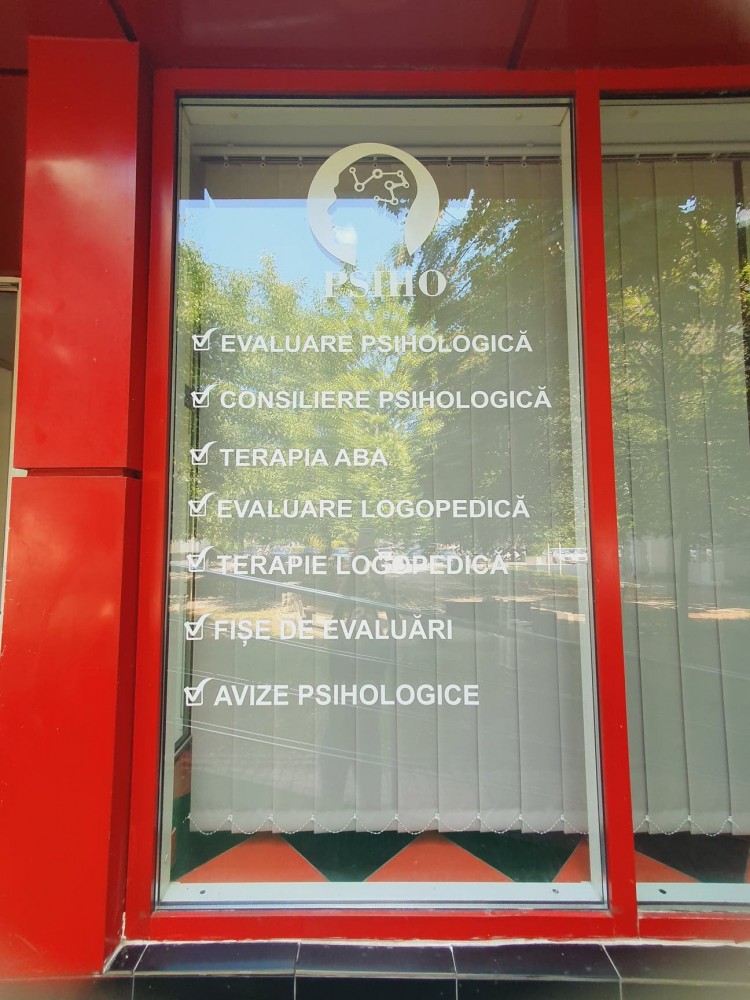 PSIHO
EVALUARE PSIHOLOGICĂ
CONSILIERE PSIHOLOGICĂ
TERAPIA ABA
EVALUARE LOGOPEDICĂ
TERAPIE LOGOPEDICĂ
FIȘE DE EVALUĂRI
AVIZE PSIHOLOGICE